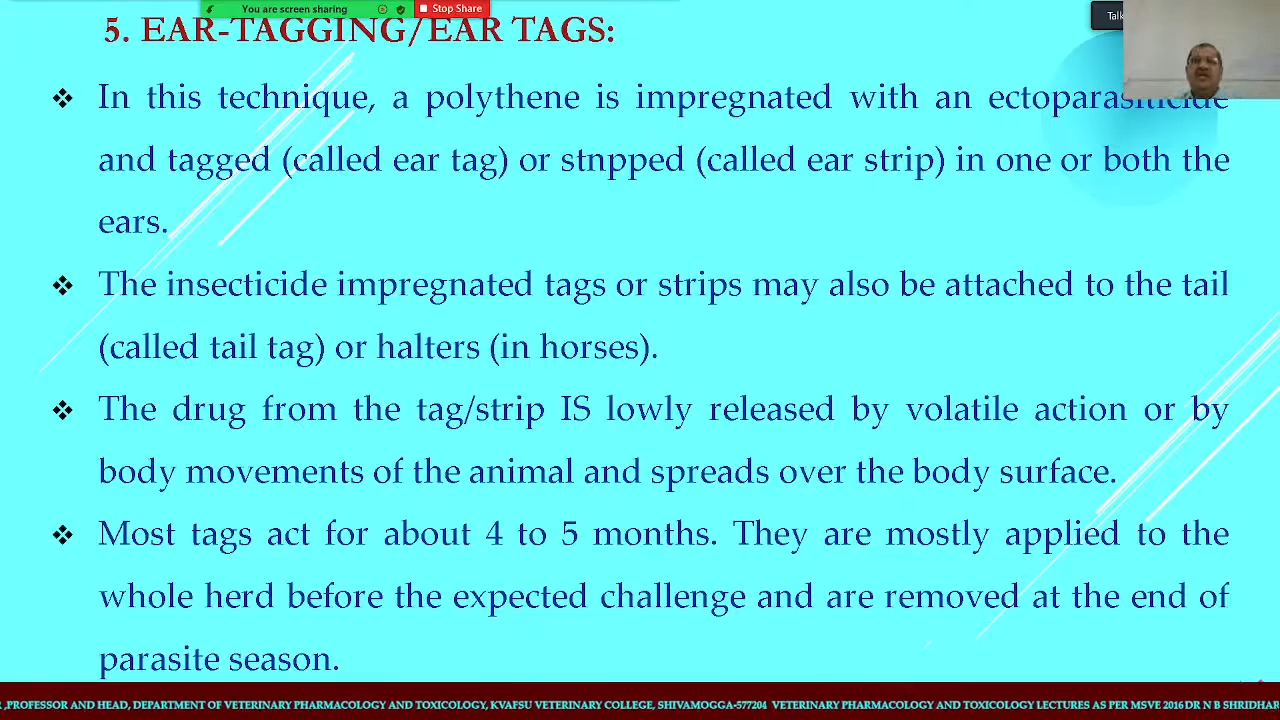 You are screen sharing
Stop Share
Talk
5. EAR-TAGGING/EAR TAGS:
❖ In this technique, a polythene is impregnated with an ectoparasiticide
and tagged (called ear tag) or stnpped (called ear strip) in one or both the
ears.
❖ The insecticide impregnated tags or strips may also be attached to the tail
(called tail tag) or halters (in horses).
❖ The drug from the tag/strip IS lowly released by volatile action or by
body movements of the animal and spreads over the body surface.
❖ Most tags act for about 4 to 5 months. They are mostly applied to the
whole herd before the expected challenge and are removed at the end of
parasite season.
,PROFESSOR AND HEAD, DEPARTMENT OF VETERINARY PHARMACOLOGY AND TOXICOLOGY, KVAFSU VETERINARY COLLEGE, SHIVAMOGGA-577204 VETERINARY PHARMACOLOGY AND TOXICOLOGY LECTURES AS PER MSVE 2016 DR N B SHRIDHAR